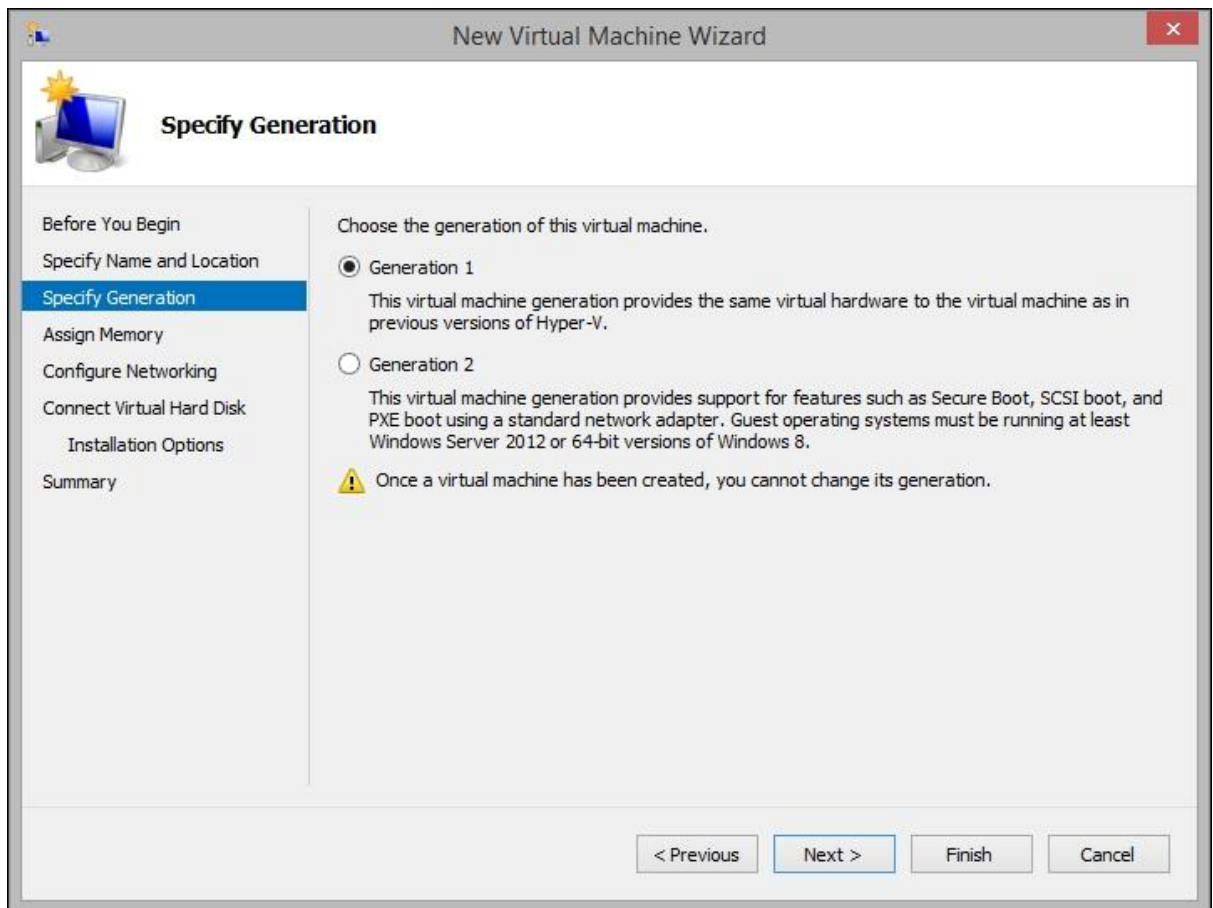 New Virtual Machine Wizard
Specify Generation
Before You Begin
Specify Name and Location
Specify Generation
Assign Memory
Configure Networking
Connect Virtual Hard Disk
Installation Options
Summary
Choose the generation of this virtual machine.
Generation 1
This virtual machine generation provides the same virtual hardware to the virtual machine as in
previous versions of Hyper-V.
Generation 2
This virtual machine generation provides support for features such as Secure Boot, SCSI boot, and
PXE boot using a standard network adapter. Guest operating systems must be running at least
Windows Server 2012 or 64-bit versions of Windows 8.
Once a virtual machine has been created, you cannot change its generation.
< Previous
Next >
Finish
Cancel